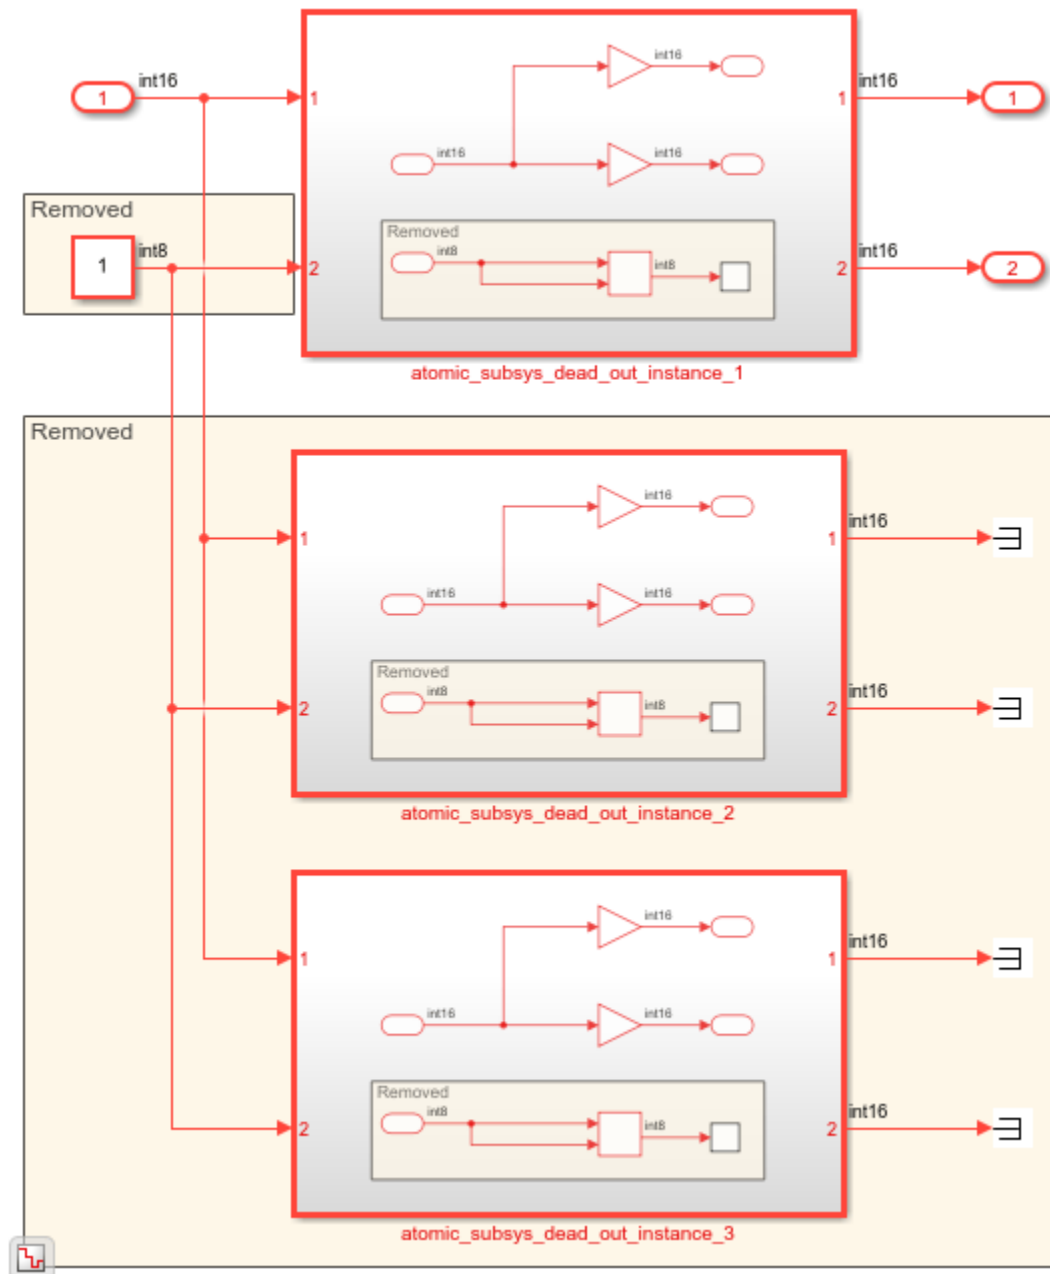 int16
1
Removed
1
int8
1
2
int16
int16
int16
Removed
int8
int8
1
2
int16
int16
1
2
atomic_subsys_dead_out_instance_1
Removed
1
2
int16
int16
int16
Removed
int8
int8
1
2
int16
int16
atomic_subsys_dead_out_instance_2
1
2
int16
int16
int16
Removed
int8
int8
1
2
int16
int16
atomic_subsys_dead_out_instance_3